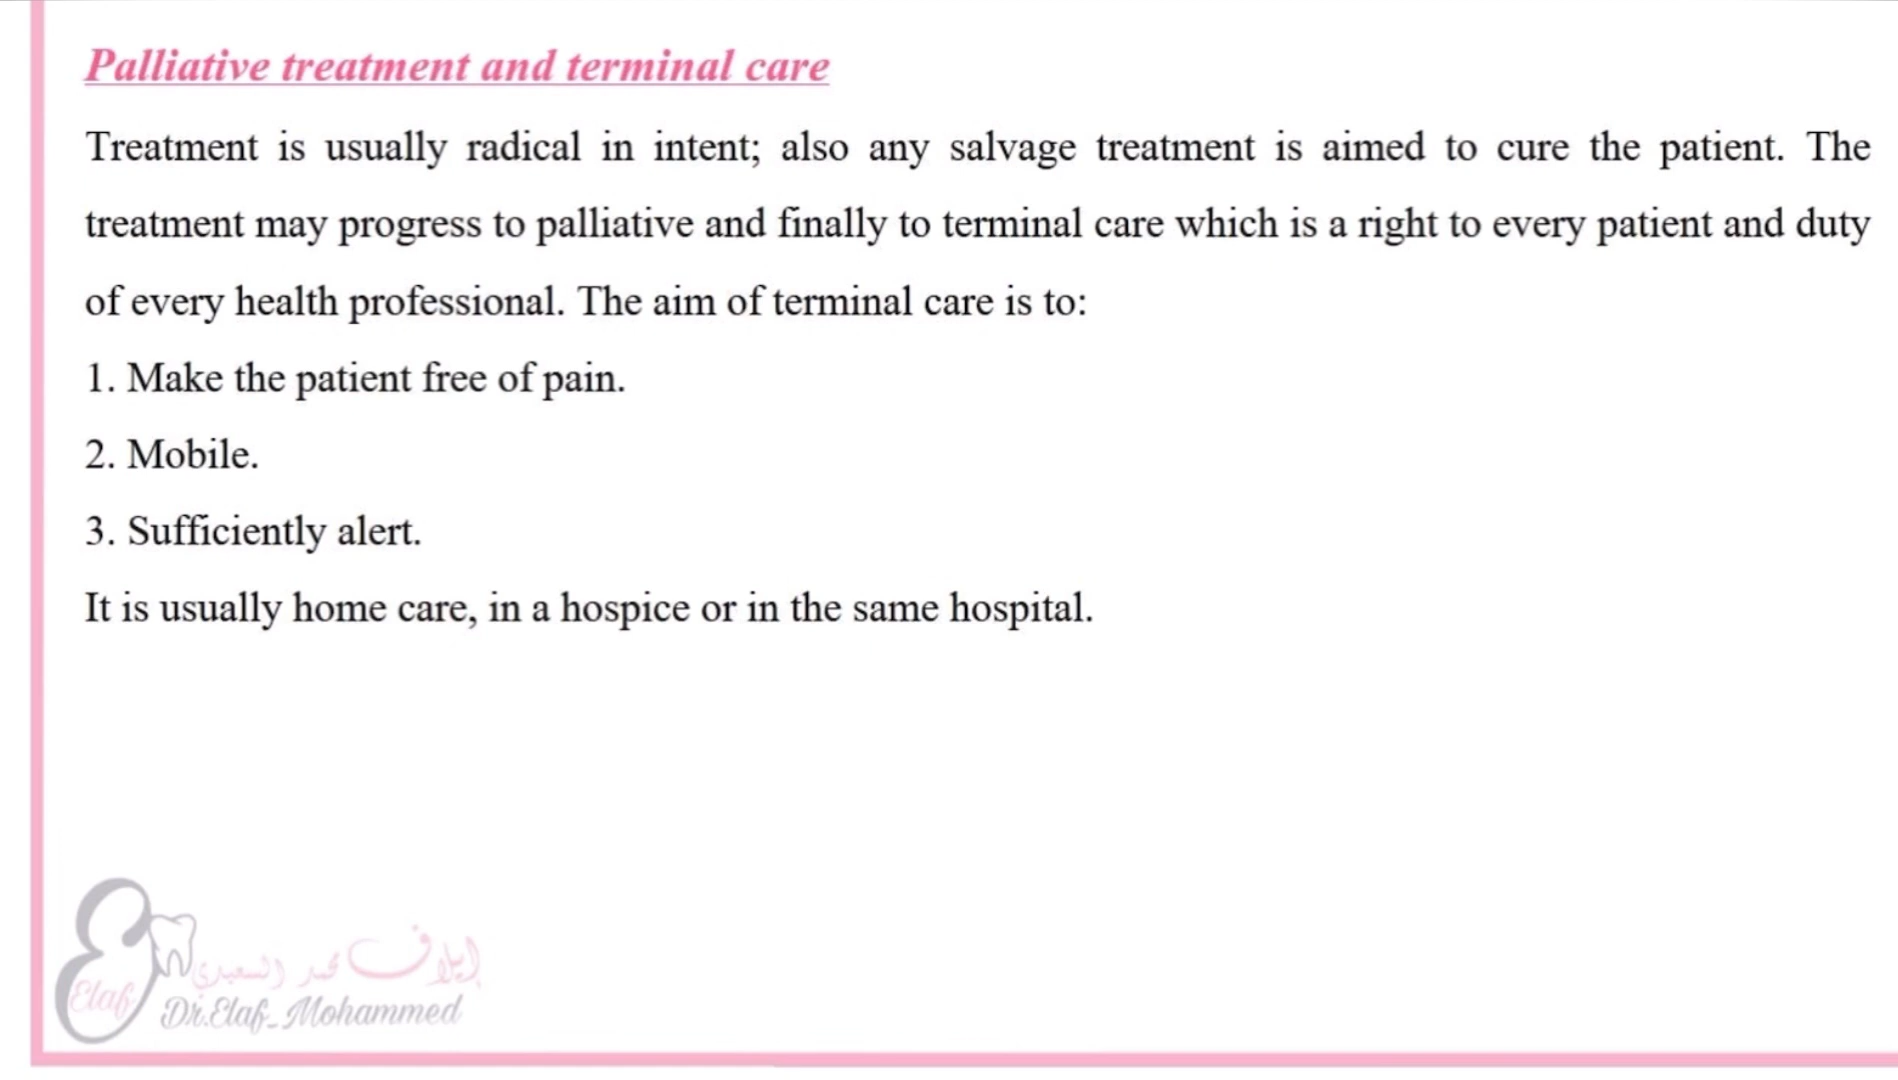 Palliative treatment and terminal care
Treatment is usually radical in intent; also any salvage treatment is aimed to cure the patient. The
treatment may progress to palliative and finally to terminal care which is a right to every patient and duty
of every health professional. The aim of terminal care is to:
1. Make the patient free of pain.
2. Mobile.
3. Sufficiently alert.
It is usually home care, in a hospice or in the same hospital.
إيلاف محمد السعيدي
Elaf
Dr.Elaf_Mohammed